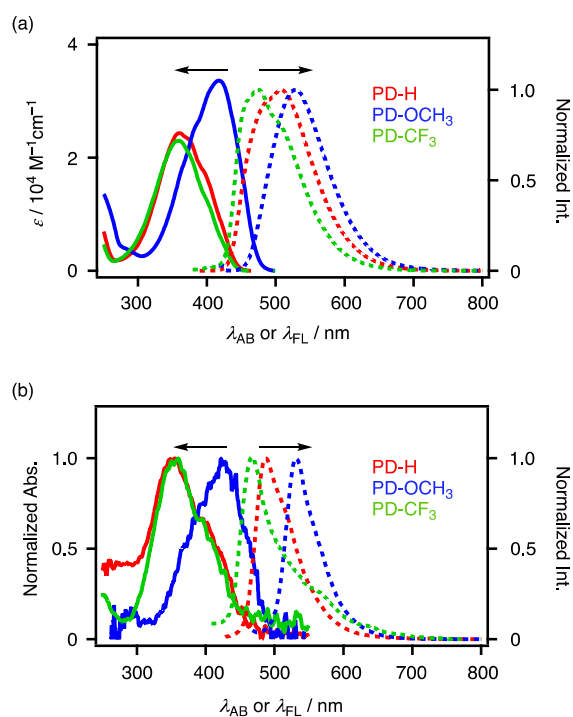 (a)
4
2
0
ε / 10⁴ M⁻¹cm⁻¹
1.0
0.5
0
Normalized Int.
PD-H
PD-OCH₃
PD-CF₃
300 400 500 600 700 800
λAB or λFL / nm
(b)
1.0
0.5
0
Normalized Abs.
1.0
0.5
0
Normalized Int.
PD-H
PD-OCH₃
PD-CF₃
300 400 500 600 700 800
λAB or λFL / nm